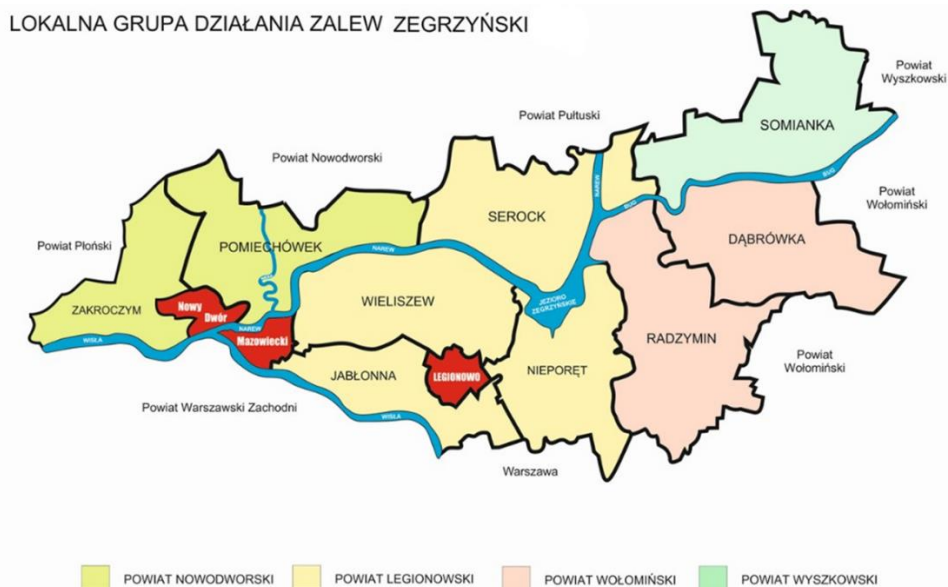 LOKALNA GRUPA DZIAŁANIA ZALEW ZEGRZYŃSKI
Powiat
Wyszkowski
Powiat Pułtuski
SOMIANKA
Powiat Nowodworski
NAREW
BUG
Powiat
Wołomiński
BUG
SEROCK
Powiat Płoński
POMIECHÓWEK
NAREW
DĄBRÓWKA
ZAKROCZYM
Nowy
Dwór
WIELISZEW
JEZIORO
ZEGRZYŃSKIE
NAREW
Mazowiecki
WISŁA
RADZYMIN
Powiat
Wołomiński
JABŁONNA
LEGIONOWO
NIEPORĘT
Powiat Warszawski Zachodni
WISŁA
Warszawa
POWIAT NOWODWORSKI
POWIAT LEGIONOWSKI
POWIAT WOŁOMIŃSKI
POWIAT WYSZKOWSKI